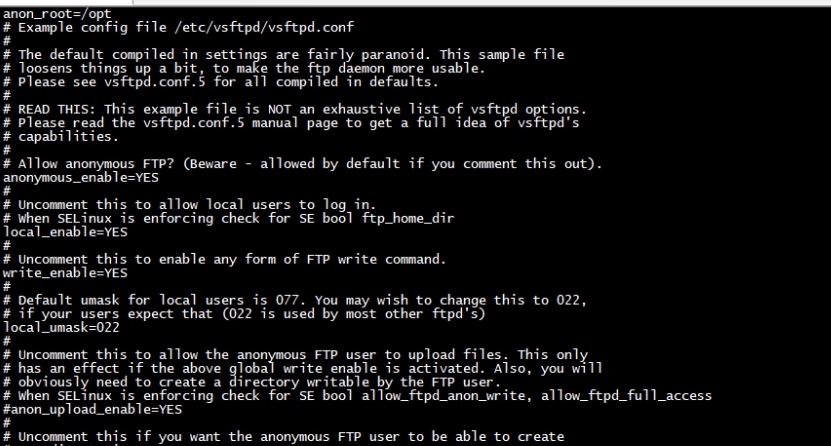 anon_root=/opt
# Example config file /etc/vsftpd/vsftpd.conf
#
# The default compiled in settings are fairly paranoid. This sample file
# loosens things up a bit, to make the ftp daemon more usable.
# Please see vsftpd.conf.5 for all compiled in defaults.
#
# READ THIS: This example file is NOT an exhaustive list of vsftpd options.
# Please read the vsftpd.conf.5 manual page to get a full idea of vsftpd's
# capabilities.
#
# Allow anonymous FTP? (Beware - allowed by default if you comment this out).
anonymous_enable=YES
#
# Uncomment this to allow local users to log in.
# When SELinux is enforcing check for SE bool ftp_home_dir
local_enable=YES
#
# Uncomment this to enable any form of FTP write command.
write_enable=YES
#
# Default umask for local users is 077. You may wish to change this to 022,
# if your users expect that (022 is used by most other ftpd's)
local_umask=022
#
# Uncomment this to allow the anonymous FTP user to upload files. This only
# has an effect if the above global write enable is activated. Also, you will
# obviously need to create a directory writable by the FTP user.
# When SELinux is enforcing check for SE bool allow_ftpd_anon_write, allow_ftpd_full_access
#anon_upload_enable=YES
#
# Uncomment this if you want the anonymous FTP user to be able to create